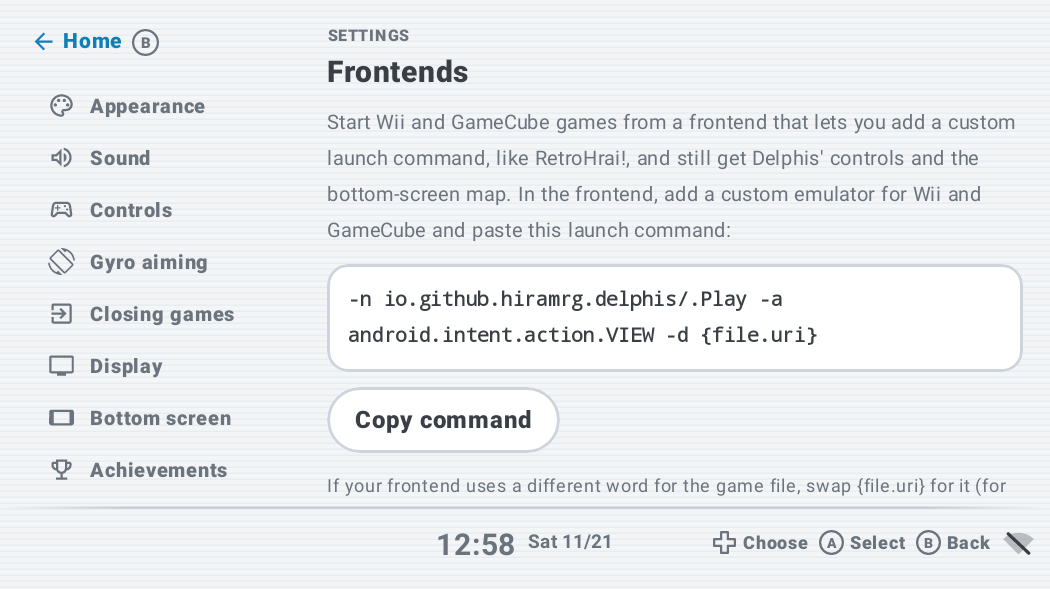 Home B
Appearance
Sound
Controls
Gyro aiming
Closing games
Display
Bottom screen
Achievements
SETTINGS
Frontends
Start Wii and GameCube games from a frontend that lets you add a custom
launch command, like RetroHrai!, and still get Delphis' controls and the
bottom-screen map. In the frontend, add a custom emulator for Wii and
GameCube and paste this launch command:
-n io.github.hiramrg.delphis/.Play -a
android.intent.action.VIEW -d {file.uri}
Copy command
If your frontend uses a different word for the game file, swap {file.uri} for it (for
12:58 Sat 11/21
Choose A Select B Back